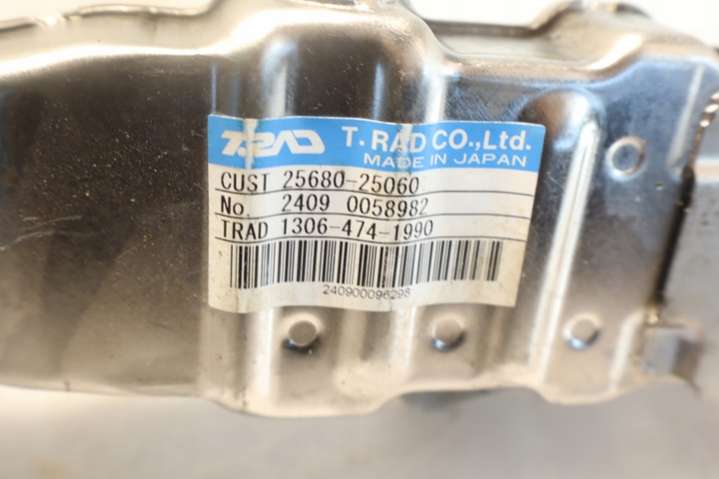 T.RAD T.RAD CO.,Ltd.
MADE IN JAPAN
CUST 25680-25060
No. 2409 0058982
TRAD 1306-474-1990
240900096298